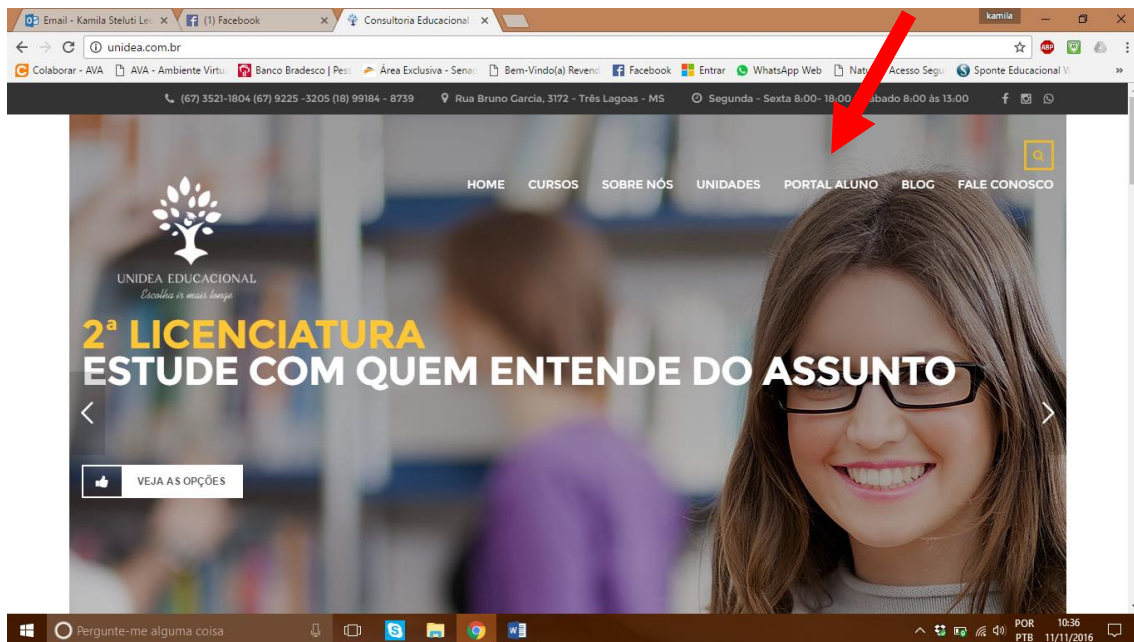 Email - Kamila Steluti Lec
(1) Facebook
Consultoria Educacional
kamila
unidea.com.br
ABP
Colaborar - AVA
AVA - Ambiente Virtu
Banco Bradesco | Pess
Área Exclusiva - Senac
Bem-Vindo(a) Revend
Facebook
Entrar
WhatsApp Web
Acesso Segu
Sponte Educacional
(67) 3521-1804 (67) 9225 -3205 (18) 99184 - 8739
Rua Bruno Garcia, 3172 - Três Lagoas - MS
Segunda - Sexta 8:00- 18:00 Sábado 8:00 às 13:00
HOME CURSOS SOBRE NÓS UNIDADES PORTAL ALUNO BLOG FALE CONOSCO
UNIDEA EDUCACIONAL
Escolha ir mais longe
2ª LICENCIATURA
ESTUDE COM QUEM ENTENDE DO ASSUNTO
VEJA AS OPÇÕES
Pergunte-me alguma coisa
POR
PTB
10:36
11/11/2016